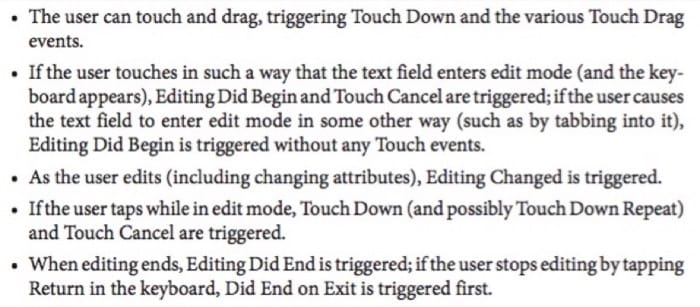 • The user can touch and drag, triggering Touch Down and the various Touch Drag
events.
• If the user touches in such a way that the text field enters edit mode (and the key-
board appears), Editing Did Begin and Touch Cancel are triggered; if the user causes
the text field to enter edit mode in some other way (such as by tabbing into it),
Editing Did Begin is triggered without any Touch events.
• As the user edits (including changing attributes), Editing Changed is triggered.
• If the user taps while in edit mode, Touch Down (and possibly Touch Down Repeat)
and Touch Cancel are triggered.
• When editing ends, Editing Did End is triggered; if the user stops editing by tapping
Return in the keyboard, Did End on Exit is triggered first.